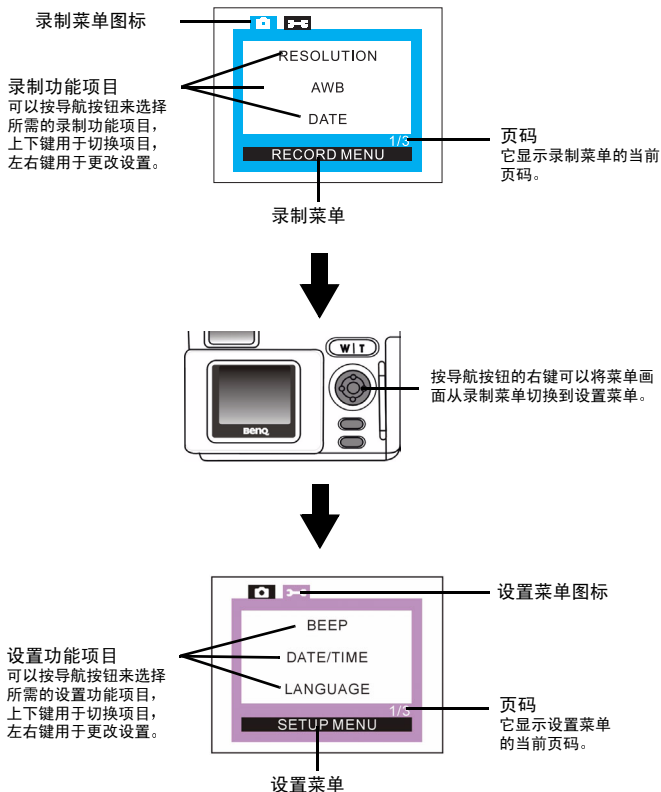 录制菜单图标
RESOLUTION
AWB
DATE
1/3
RECORD MENU
录制功能项目
可以按导航按钮来选择
所需的录制功能项目,
上下键用于切换项目,
左右键用于更改设置。
页码
它显示录制菜单的当前
页码。
录制菜单
W T
BenQ
按导航按钮的右键可以将菜单画
面从录制菜单切换到设置菜单。
设置菜单图标
BEEP
DATE/TIME
LANGUAGE
1/3
SETUP MENU
设置功能项目
可以按导航按钮来选择
所需的设置功能项目,
上下键用于切换项目,
左右键用于更改设置。
页码
它显示设置菜单
的当前页码。
设置菜单